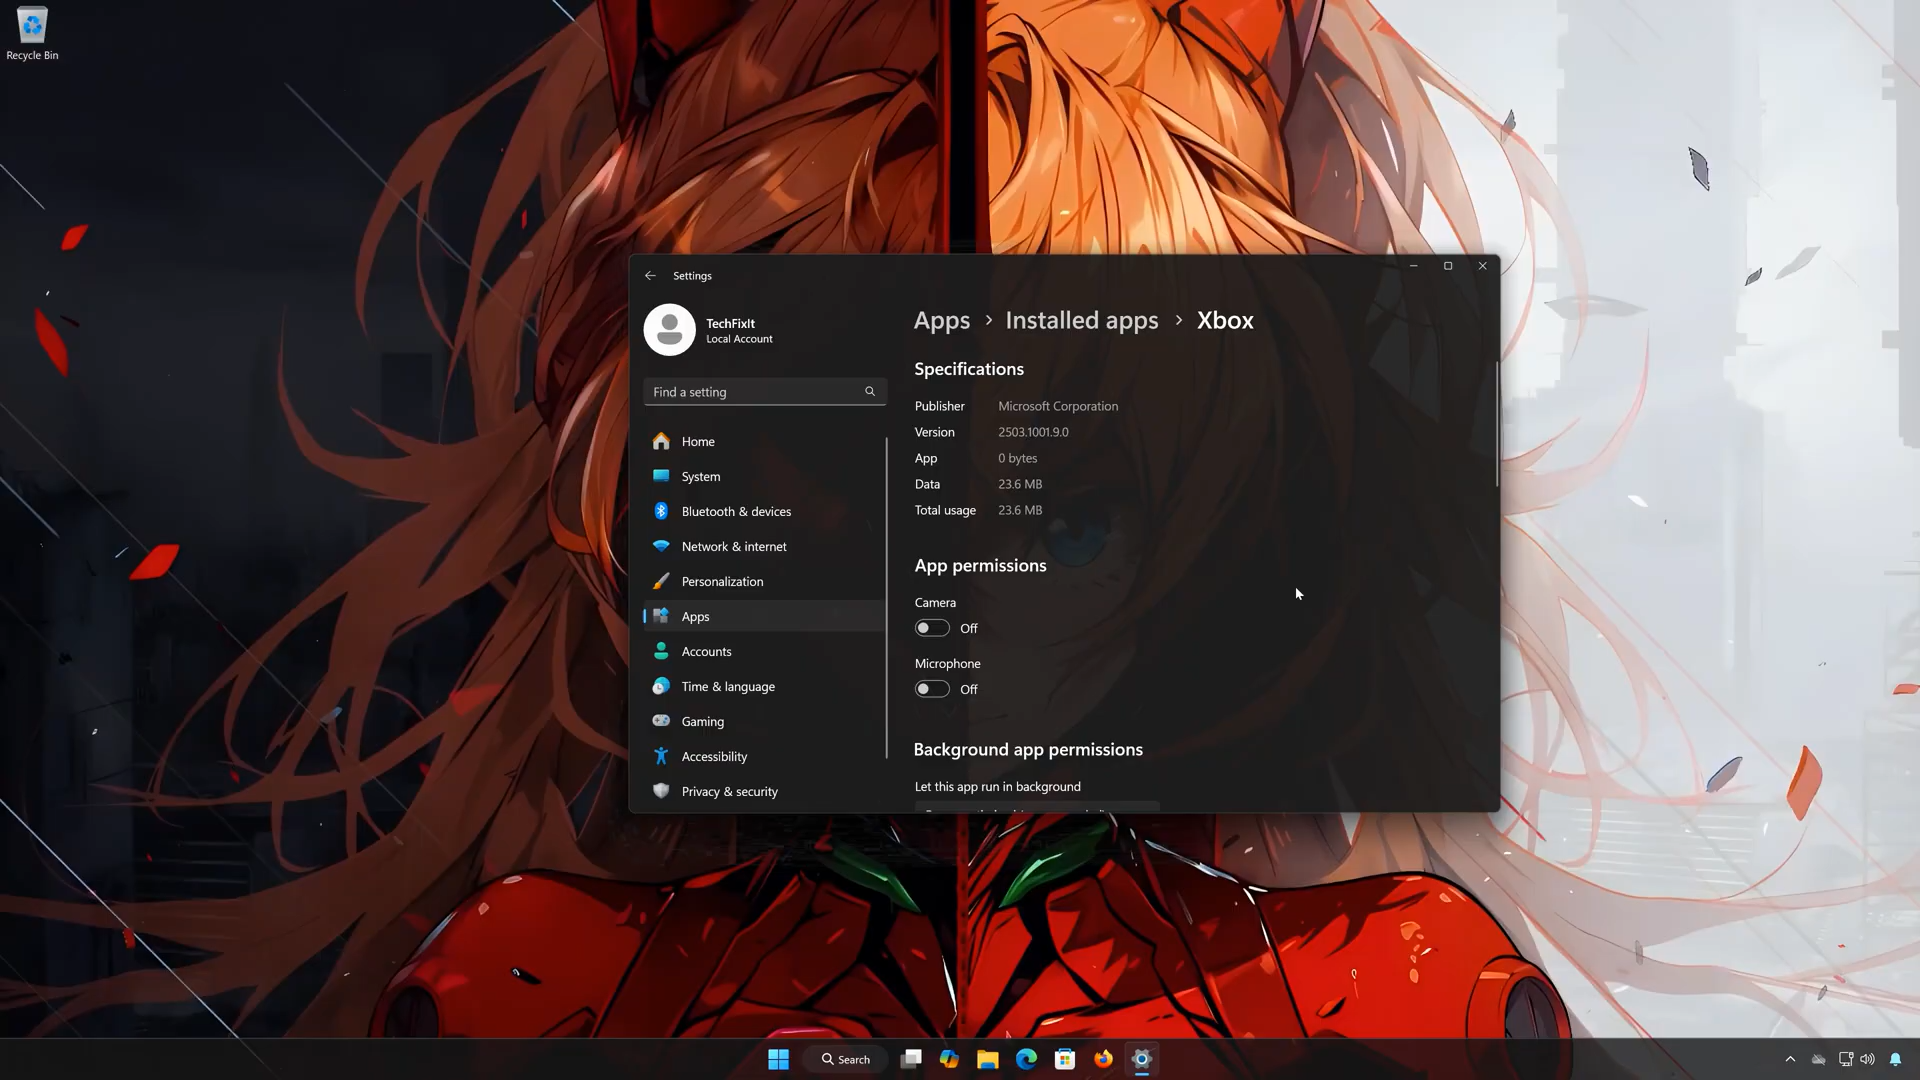 Recycle Bin
Settings
TechFixIt
Local Account
Find a setting
Home
System
Bluetooth & devices
Network & internet
Personalization
Apps
Accounts
Time & language
Gaming
Accessibility
Privacy & security
Apps > Installed apps > Xbox
Specifications
Publisher Microsoft Corporation
Version 2503.1001.9.0
App 0 bytes
Data 23.6 MB
Total usage 23.6 MB
App permissions
Camera
Off
Microphone
Off
Background app permissions
Let this app run in background
Search